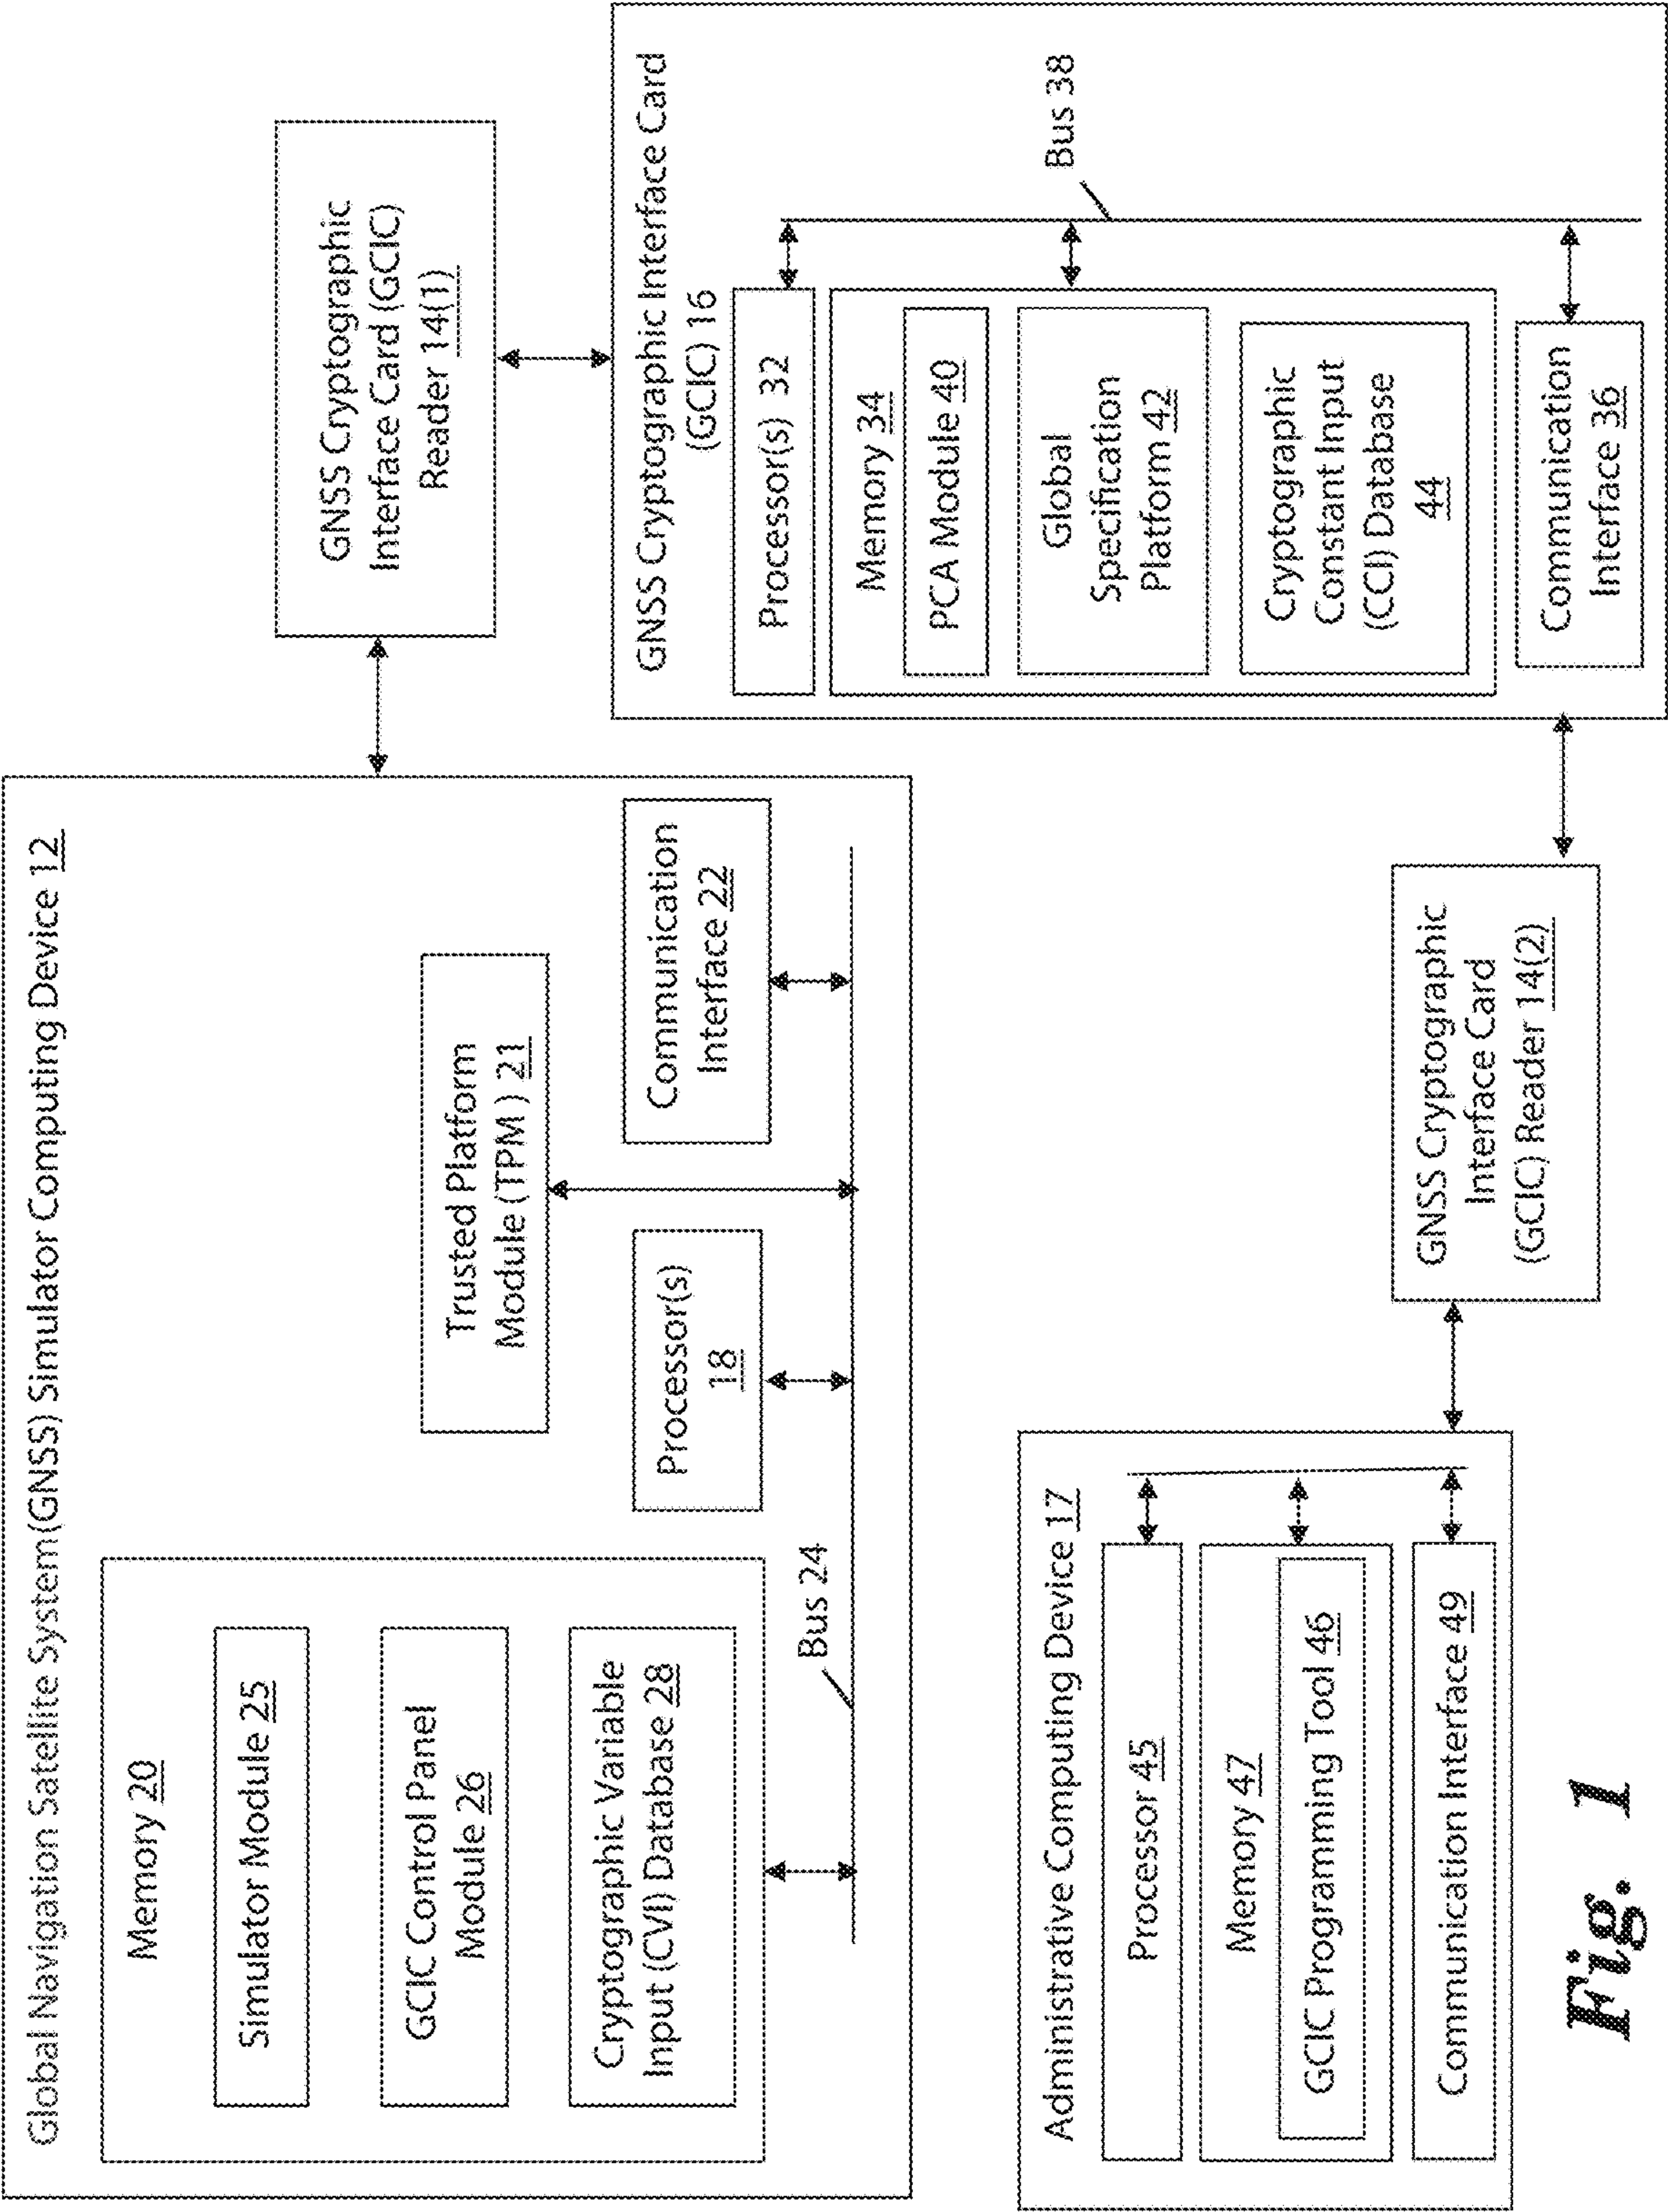 Global Navigation Satellite System(GNSS) Simulator Computing Device 12
Memory 20
Simulator Module 25
GCIC Control Panel
Module 26
Cryptographic Variable
Input (CVI) Database 28
Bus 24
Processor(s)
18
Trusted Platform
Module (TPM ) 21
Communication
Interface 22
GNSS Cryptographic
Interface Card (GCIC)
Reader 14(1)
GNSS Cryptographic Interface Card
(GCIC) 16
Processor(s) 32
Memory 34
PCA Module 40
Global
Specification
Platform 42
Cryptographic
Constant Input
(CCI) Database
44
Communication
Interface 36
Bus 38
Administrative Computing Device 17
Processor 45
Memory 47
GCIC Programming Tool 46
Communication Interface 49
GNSS Cryptographic
Interface Card
(GCIC) Reader 14(2)
Fig. 1